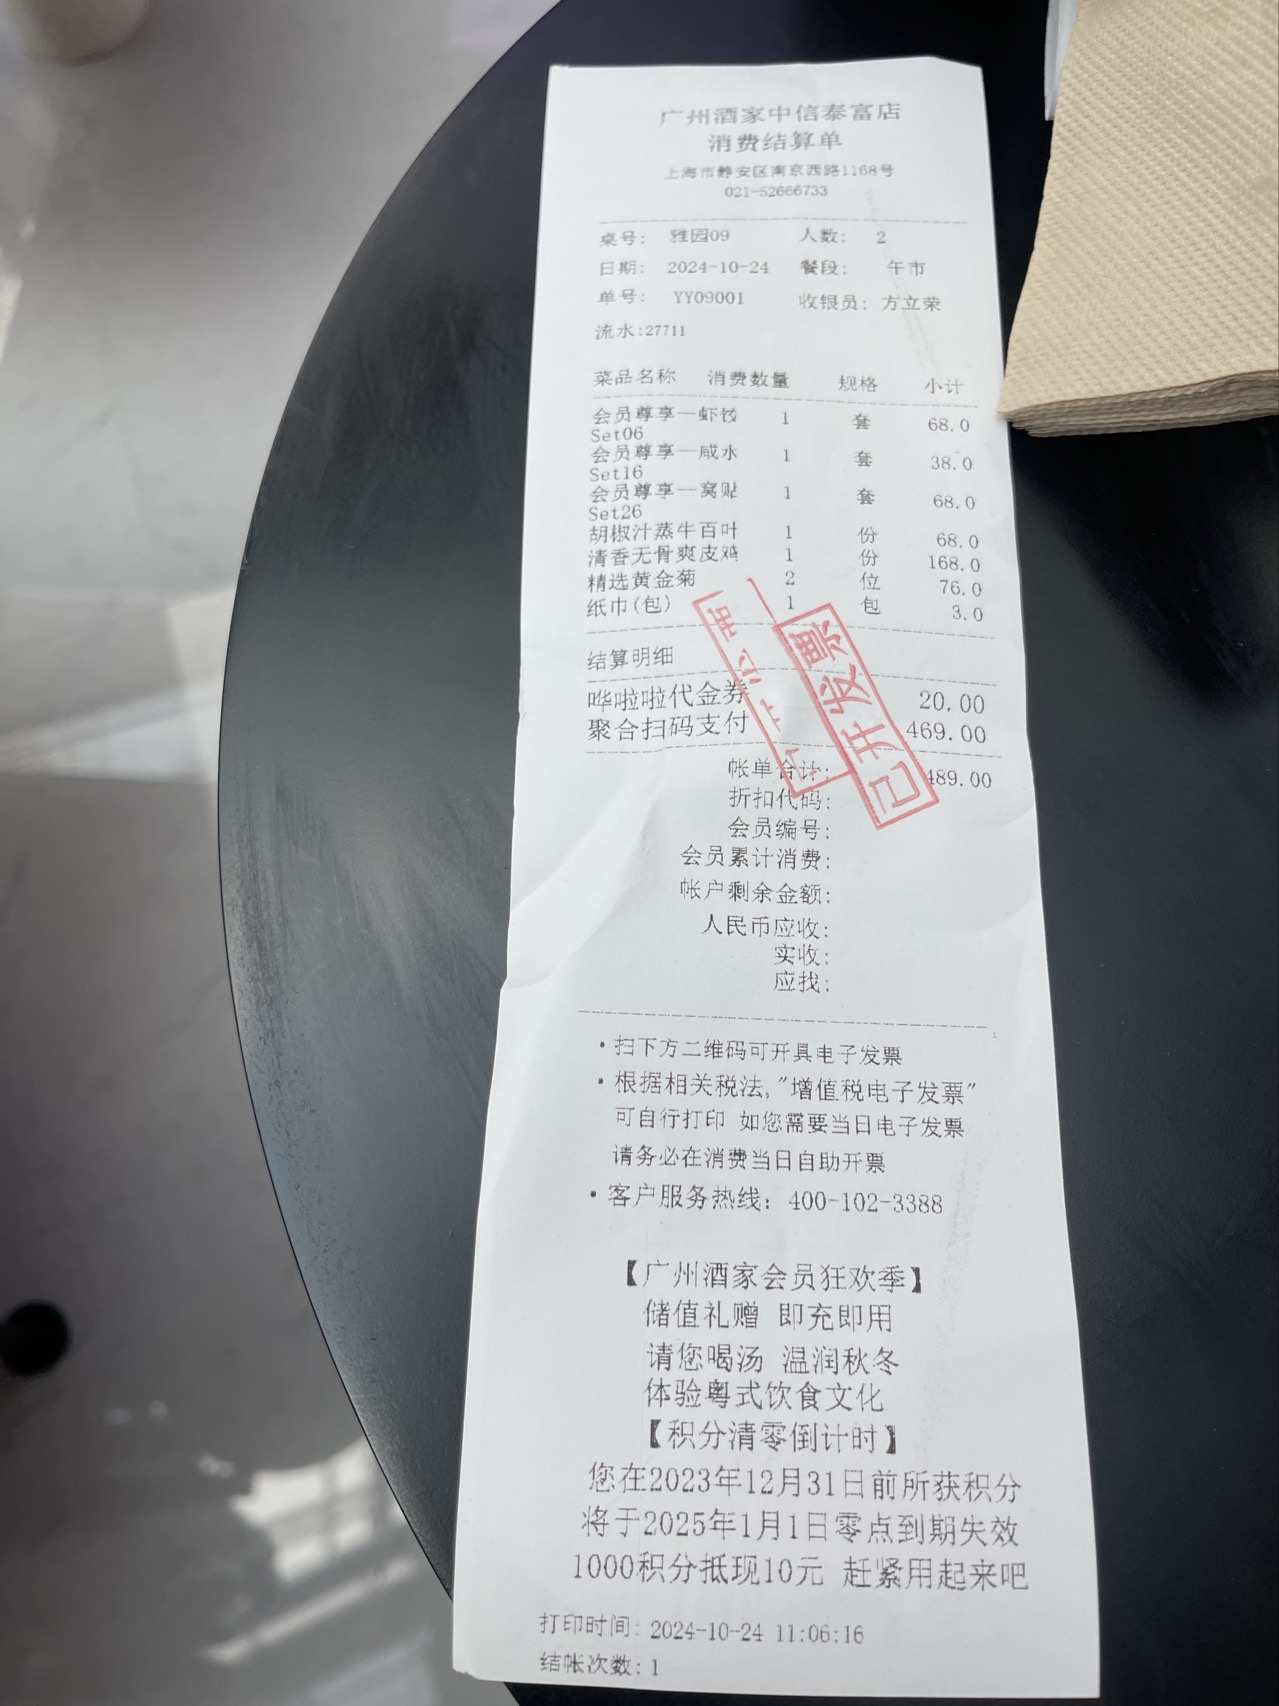 广州酒家中信泰富店
消费结算单
上海市静安区南京西路1168号
021-52666733
桌号: 雅园09 人数: 2
日期: 2024-10-24 餐段: 午市
单号: YY09001 收银员: 方立荣
流水:27711
菜品名称 消费数量 规格 小计
会员尊享—虾饺 1 套 68.0
Set06
会员尊享—咸水 1 套 38.0
Set16
会员尊享—窝贴 1 套 68.0
Set26
胡椒汁蒸牛百叶 1 份 68.0
清香无骨爽皮鸡 1 份 168.0
精选黄金菊 2 位 76.0
纸巾(包) 1 包 3.0
已开发票
结算明细
哗啦啦代金券 20.00
聚合扫码支付 469.00
帐单合计: 489.00
折扣代码:
会员编号:
会员累计消费:
帐户剩余金额:
人民币应收:
实收:
应找:
·扫下方二维码可开具电子发票
·根据相关税法,"增值税电子发票"
可自行打印 如您需要当日电子发票
请务必在消费当日自助开票
·客户服务热线: 400-102-3388
【广州酒家会员狂欢季】
储值礼赠 即充即用
请您喝汤 温润秋冬
体验粤式饮食文化
【积分清零倒计时】
您在2023年12月31日前所获积分
将于2025年1月1日零点到期失效
1000积分抵现10元 赶紧用起来吧
打印时间: 2024-10-24 11:06:16
结帐次数: 1